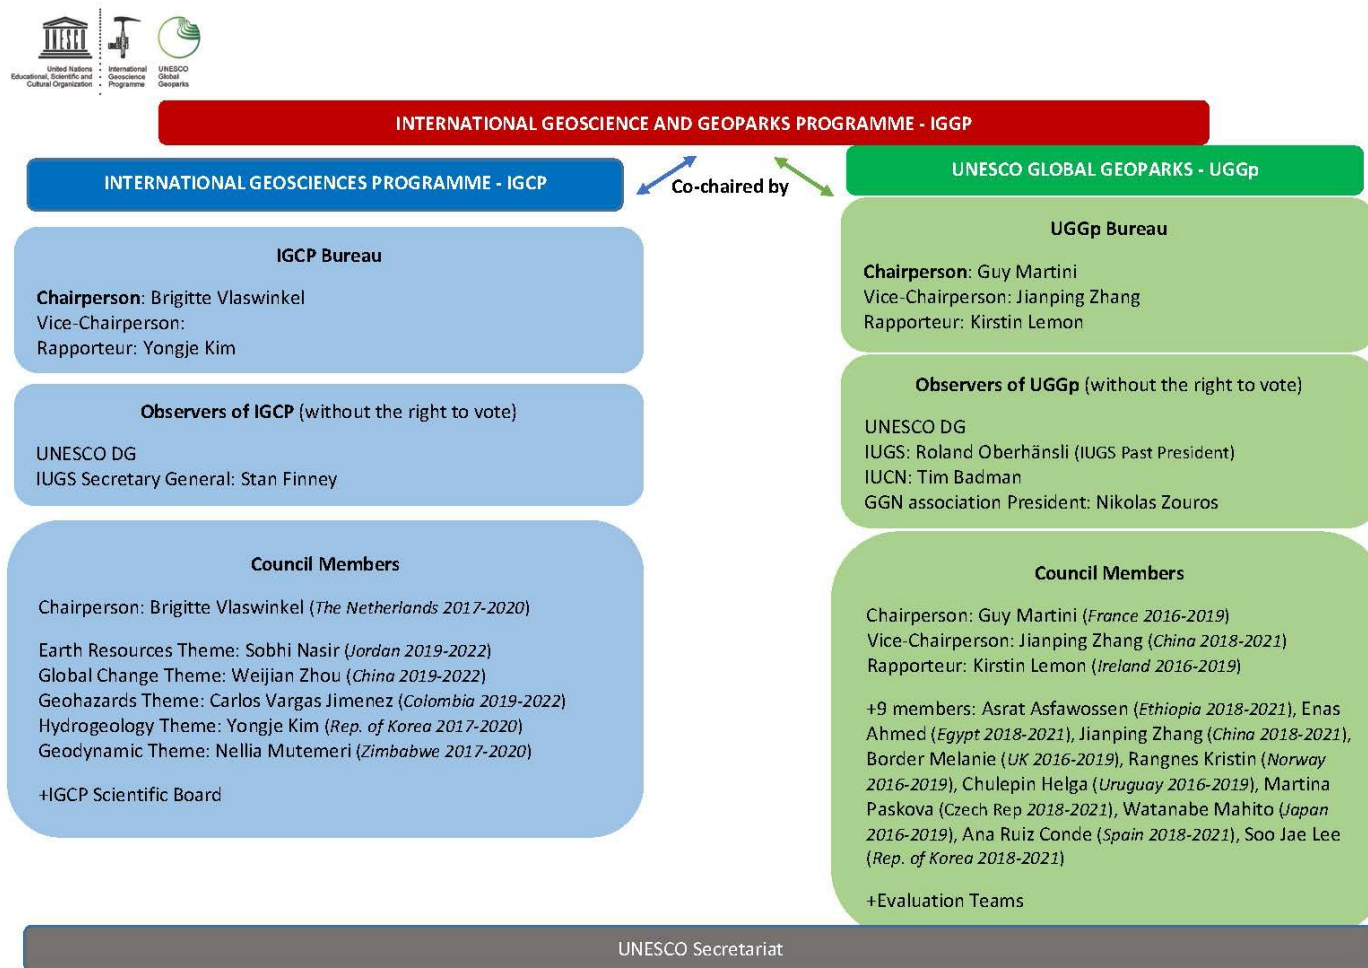 UNESCO
United Nations
Educational, Scientific and
Cultural Organization
International
Geoscience
Programme
UNESCO
Global
Geoparks
INTERNATIONAL GEOSCIENCE AND GEOPARKS PROGRAMME - IGGP
INTERNATIONAL GEOSCIENCES PROGRAMME - IGCP
Co-chaired by
UNESCO GLOBAL GEOPARKS - UGGp
IGCP Bureau
Chairperson: Brigitte Vlaswinkel
Vice-Chairperson:
Rapporteur: Yongje Kim
Observers of IGCP (without the right to vote)
UNESCO DG
IUGS Secretary General: Stan Finney
Council Members
Chairperson: Brigitte Vlaswinkel (The Netherlands 2017-2020)
Earth Resources Theme: Sobhi Nasir (Jordan 2019-2022)
Global Change Theme: Weijian Zhou (China 2019-2022)
Geohazards Theme: Carlos Vargas Jimenez (Colombia 2019-2022)
Hydrogeology Theme: Yongje Kim (Rep. of Korea 2017-2020)
Geodynamic Theme: Nellia Mutemeri (Zimbabwe 2017-2020)
+IGCP Scientific Board
UGGp Bureau
Chairperson: Guy Martini
Vice-Chairperson: Jianping Zhang
Rapporteur: Kirstin Lemon
Observers of UGGp (without the right to vote)
UNESCO DG
IUGS: Roland Oberhänsli (IUGS Past President)
IUCN: Tim Badman
GGN association President: Nikolas Zouros
Council Members
Chairperson: Guy Martini (France 2016-2019)
Vice-Chairperson: Jianping Zhang (China 2018-2021)
Rapporteur: Kirstin Lemon (Ireland 2016-2019)
+9 members: Asrat Asfawossen (Ethiopia 2018-2021), Enas
Ahmed (Egypt 2018-2021), Jianping Zhang (China 2018-2021),
Border Melanie (UK 2016-2019), Rangnes Kristin (Norway
2016-2019), Chulepin Helga (Uruguay 2016-2019), Martina
Paskova (Czech Rep 2018-2021), Watanabe Mahito (Japan
2016-2019), Ana Ruiz Conde (Spain 2018-2021), Soo Jae Lee
(Rep. of Korea 2018-2021)
+Evaluation Teams
UNESCO Secretariat